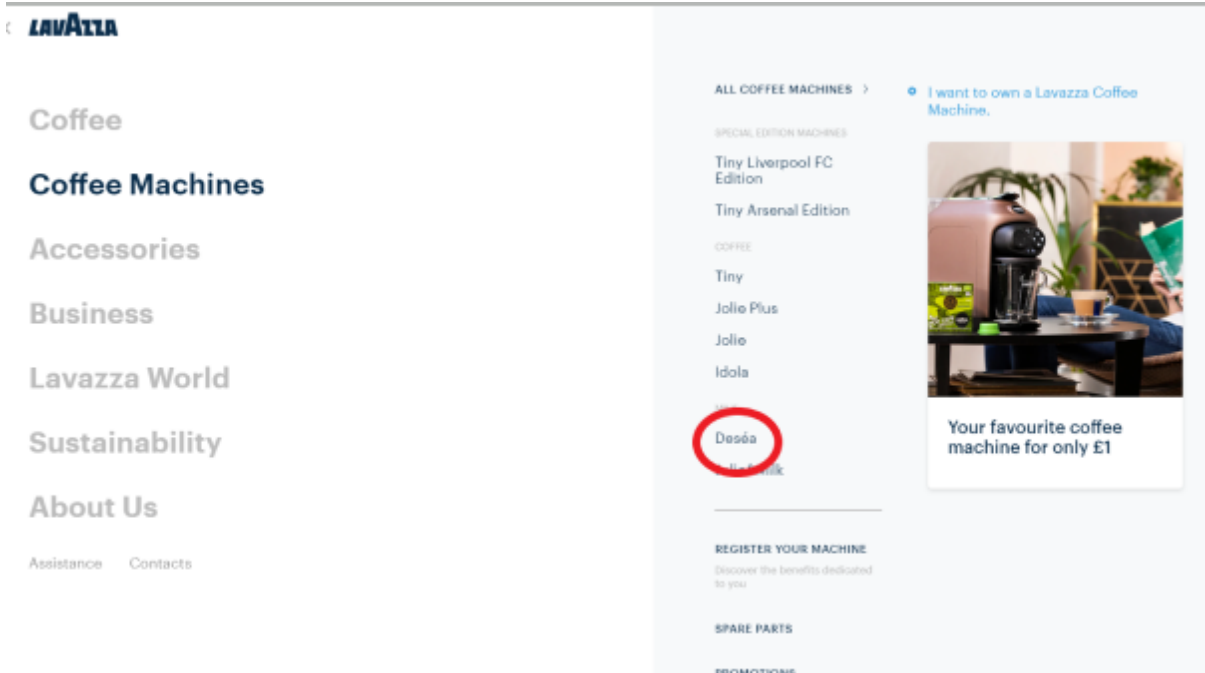 LAVAZZA
Coffee
Coffee Machines
Accessories
Business
Lavazza World
Sustainability
About Us
Assistance Contacts
ALL COFFEE MACHINES >
SPECIAL EDITION MACHINES
Tiny Liverpool FC
Edition
Tiny Arsenal Edition
COFFEE
Tiny
Jolie Plus
Jolie
Idola
Deséa
REGISTER YOUR MACHINE
Discover the benefits dedicated
to you
SPARE PARTS
PROMOTIONS
I want to own a Lavazza Coffee
Machine.
Your favourite coffee
machine for only £1